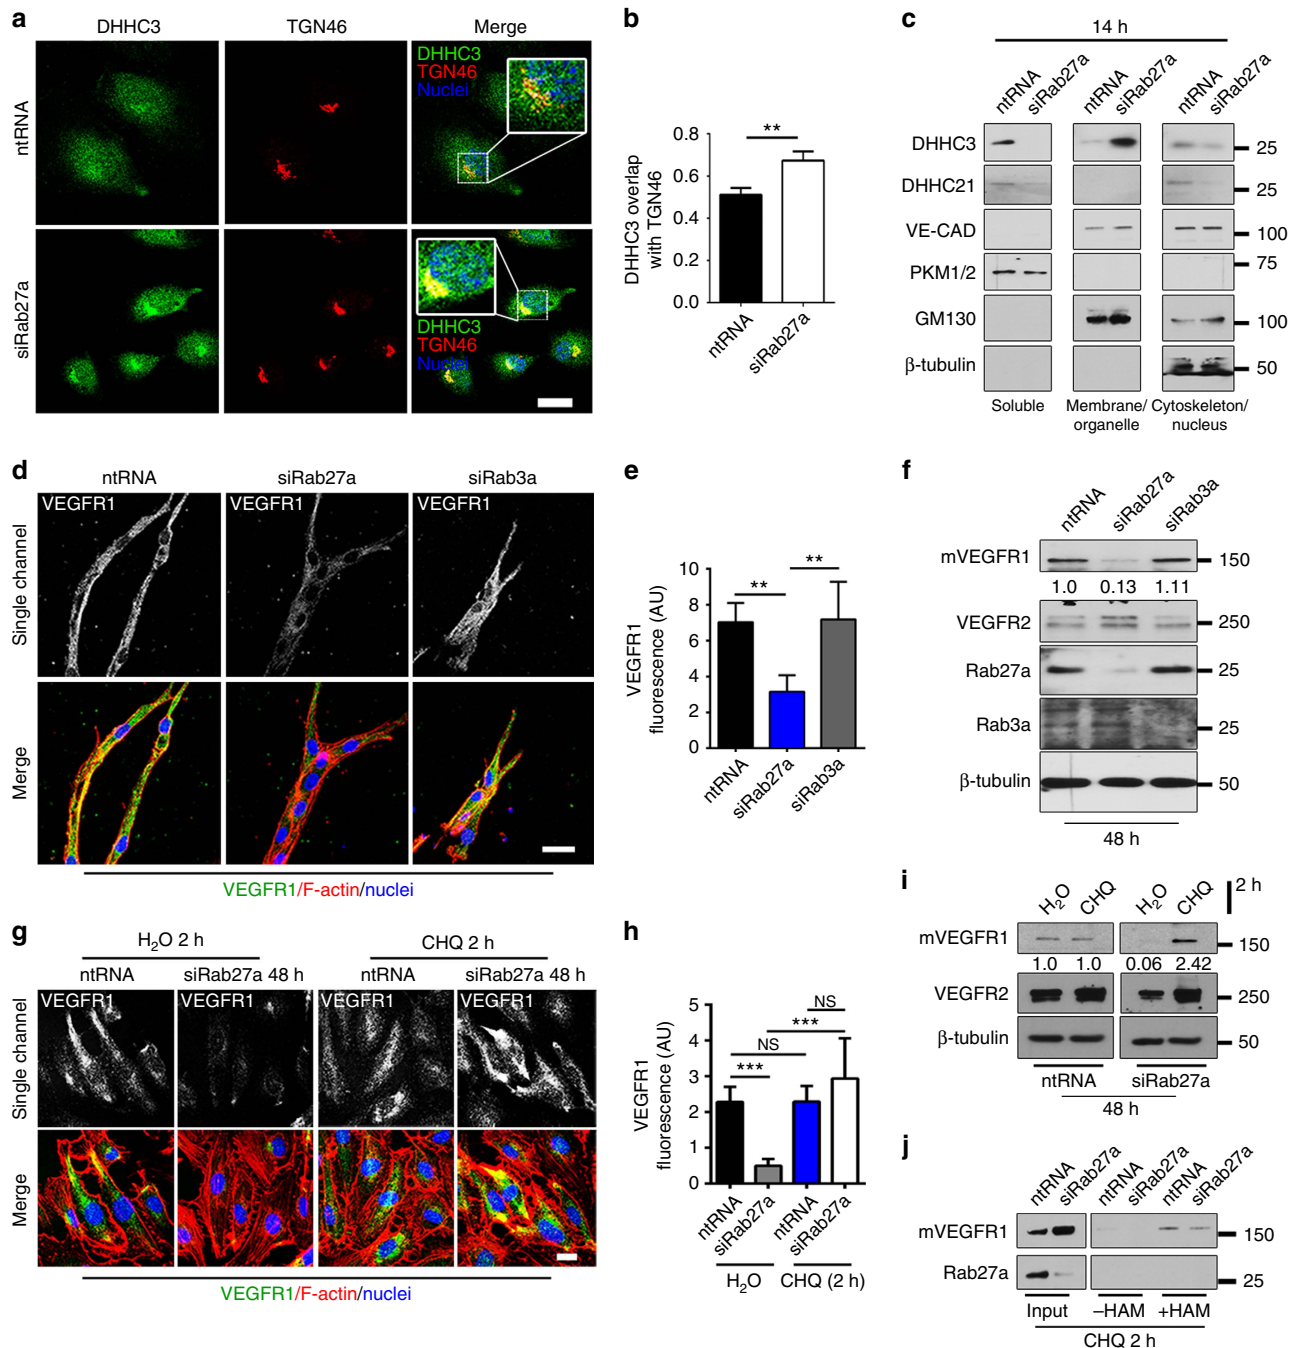 a
DHHC3 TGN46 Merge
ntRNA
DHHC3
TGN46
Nuclei
siRab27a
DHHC3
TGN46
Nuclei
b
**
DHHC3 overlap
with TGN46
0.8
0.6
0.4
0.2
0.0
ntRNA
siRab27a
c
14 h
ntRNA siRab27a ntRNA siRab27a ntRNA siRab27a
DHHC3 25
DHHC21 25
VE-CAD 100
PKM1/2 75
GM130 100
β-tubulin 50
Soluble Membrane/ Cytoskeleton/
organelle nucleus
d
ntRNA siRab27a siRab3a
Single channel
VEGFR1 VEGFR1 VEGFR1
Merge
VEGFR1/F-actin/nuclei
e
VEGFR1
fluorescence (AU)
10
8
6
4
2
0
** **
ntRNA
siRab27a
siRab3a
f
ntRNA siRab27a siRab3a
mVEGFR1 150
1.0 0.13 1.11
VEGFR2 250
Rab27a 25
Rab3a 25
β-tubulin 50
48 h
g
H2O 2 h CHQ 2 h
ntRNA siRab27a 48 h ntRNA siRab27a 48 h
Single channel
VEGFR1 VEGFR1 VEGFR1 VEGFR1
Merge
VEGFR1/F-actin/nuclei
h
VEGFR1
fluorescence (AU)
5
4
3
2
1
0
NS
***
NS
***
ntRNA
siRab27a
ntRNA
siRab27a
H2O CHQ (2 h)
i
H2O CHQ H2O CHQ 2 h
mVEGFR1 150
1.0 1.0 0.06 2.42
VEGFR2 250
β-tubulin 50
ntRNA siRab27a
48 h
j
ntRNA siRab27a ntRNA siRab27a ntRNA siRab27a
mVEGFR1 150
Rab27a 25
Input –HAM +HAM
CHQ 2 h